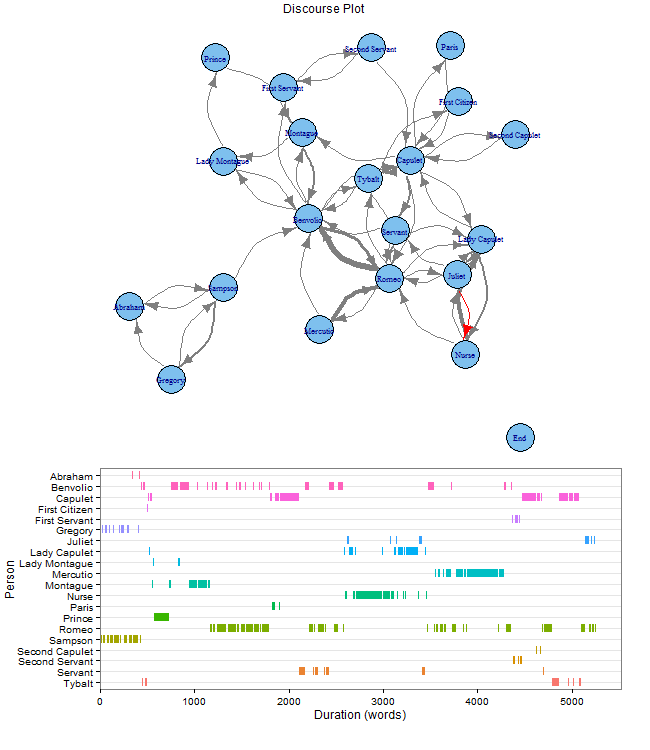 Discourse Plot
Second Servant
Paris
Prince
First Servant
First Citizen
Montague
Second Capulet
Lady Montague
Capulet
Tybalt
Benvolio
Servant
Lady Capulet
Romeo
Juliet
Sampson
Abraham
Mercutio
Nurse
Gregory
End
Person
Abraham
Benvolio
Capulet
First Citizen
First Servant
Gregory
Juliet
Lady Capulet
Lady Montague
Mercutio
Montague
Nurse
Paris
Prince
Romeo
Sampson
Second Capulet
Second Servant
Servant
Tybalt
0 1000 2000 3000 4000 5000
Duration (words)